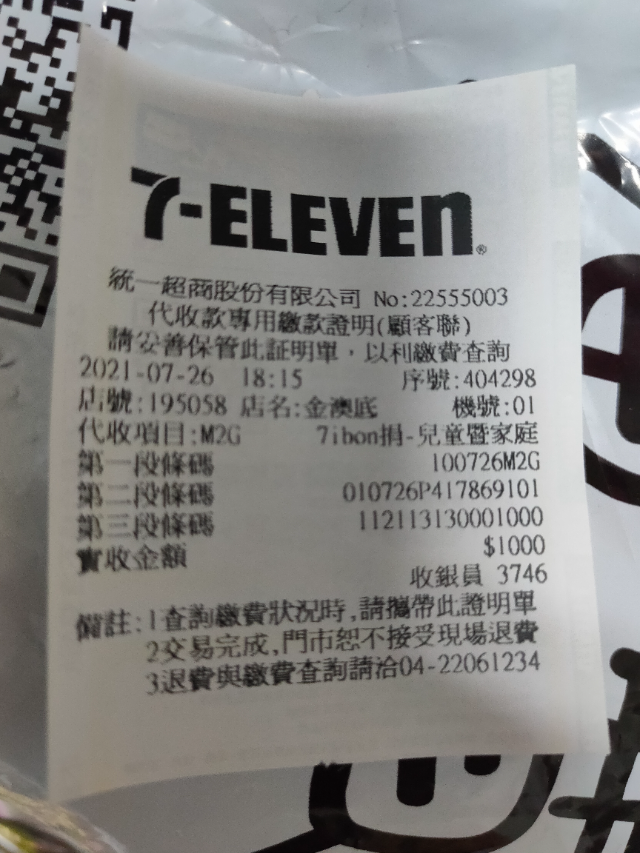 7-ELEVEn®
統一超商股份有限公司 No:22555003
代收款專用繳款證明(顧客聯)
請妥善保管此証明單，以利繳費查詢
2021-07-26 18:15 序號:404298
店號:195058 店名:金澳底 機號:01
代收項目:M2G 7ibon捐-兒童暨家庭
第一段條碼 100726M2G
第二段條碼 010726P417869101
第三段條碼 112113130001000
實收金額 $1000
收銀員 3746
備註:1查詢繳費狀況時,請攜帶此證明單
2交易完成,門市恕不接受現場退費
3退費與繳費查詢請洽04-22061234